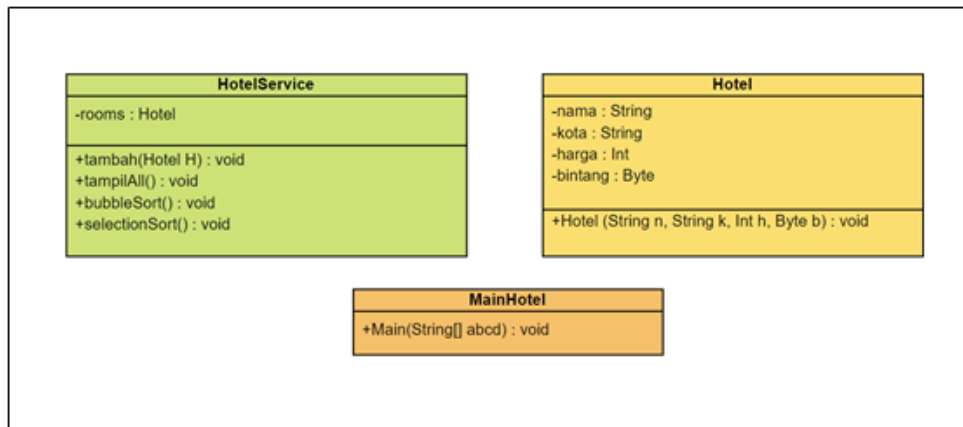 HotelService
-rooms : Hotel
+tambah(Hotel H) : void
+tampilAll() : void
+bubbleSort() : void
+selectionSort() : void
Hotel
-nama : String
-kota : String
-harga : Int
-bintang : Byte
+Hotel (String n, String k, Int h, Byte b) : void
MainHotel
+Main(String[] abcd) : void